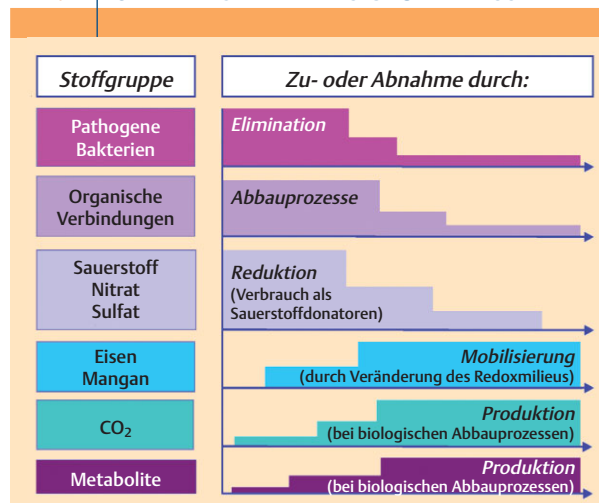 Stoffgruppe
Zu- oder Abnahme durch:
Pathogene
Bakterien
Elimination
Organische
Verbindungen
Abbauprozesse
Sauerstoff
Nitrat
Sulfat
Reduktion
(Verbrauch als
Sauerstoffdonatoren)
Eisen
Mangan
Mobilisierung
(durch Veränderung des Redoxmilieus)
CO₂
Produktion
(bei biologischen Abbauprozessen)
Metabolite
Produktion
(bei biologischen Abbauprozessen)